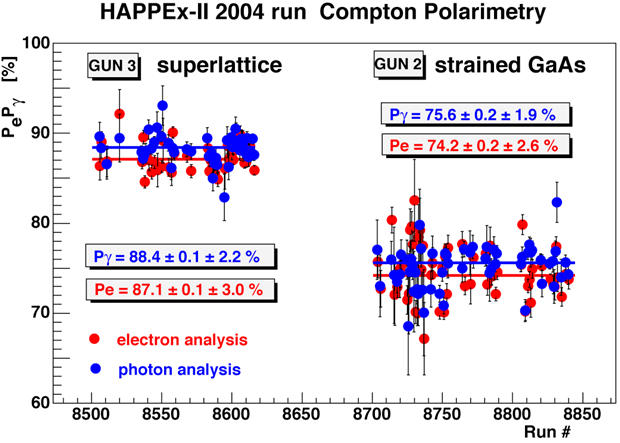 HAPPEx-II 2004 run Compton Polarimetry
PePγ [%]
100
90
80
70
60
GUN 3 superlattice
GUN 2 strained GaAs
Pγ = 75.6 ± 0.2 ± 1.9 %
Pe = 74.2 ± 0.2 ± 2.6 %
Pγ = 88.4 ± 0.1 ± 2.2 %
Pe = 87.1 ± 0.1 ± 3.0 %
electron analysis
photon analysis
8500 8550 8600 8650 8700 8750 8800 8850
Run #